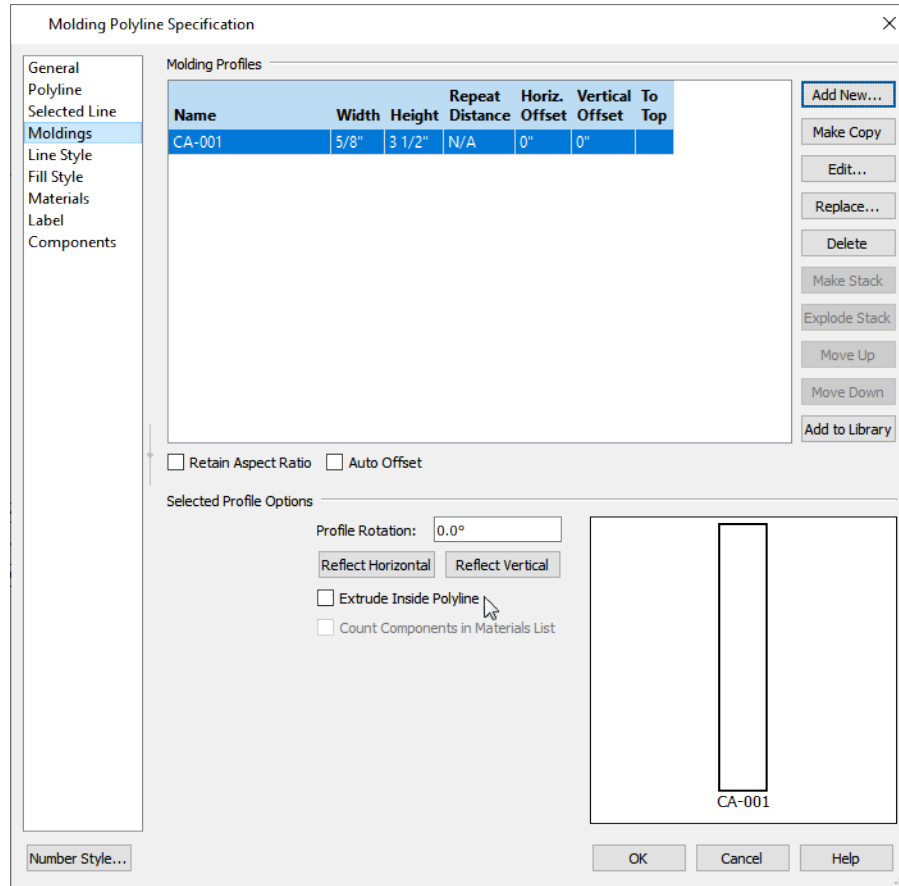 Molding Polyline Specification
General
Polyline
Selected Line
Moldings
Line Style
Fill Style
Materials
Label
Components
Molding Profiles
Name Width Height Repeat Distance Horiz. Offset Vertical Offset To Top
CA-001 5/8" 3 1/2" N/A 0" 0"
Add New...
Make Copy
Edit...
Replace...
Delete
Make Stack
Explode Stack
Move Up
Move Down
Add to Library
Retain Aspect Ratio Auto Offset
Selected Profile Options
Profile Rotation: 0.0°
Reflect Horizontal Reflect Vertical
Extrude Inside Polyline
Count Components in Materials List
CA-001
Number Style... OK Cancel Help